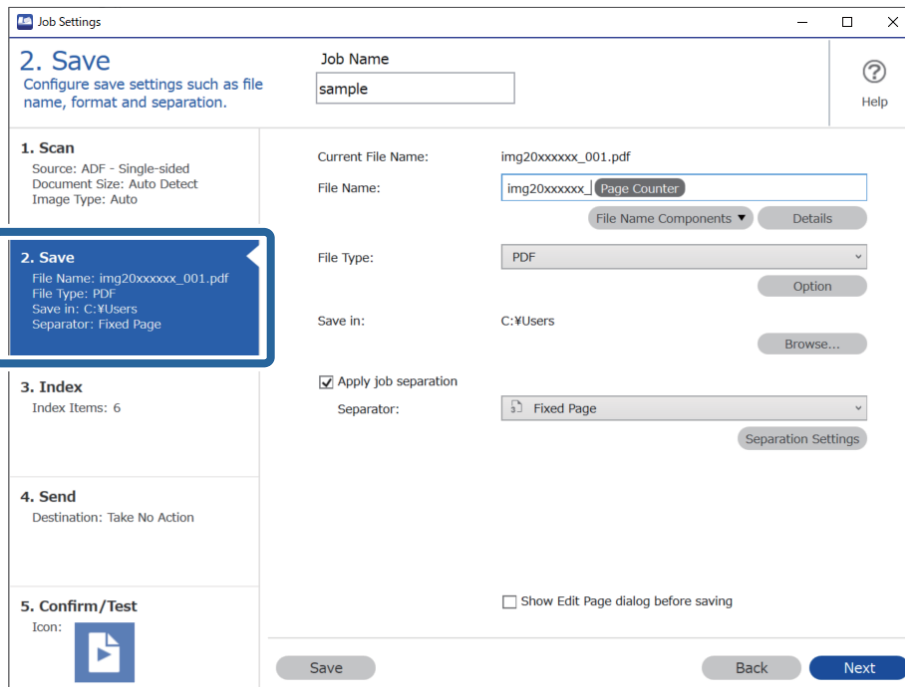 Job Settings
2. Save
Configure save settings such as file
name, format and separation.
Job Name
sample
Help
1. Scan
Source: ADF - Single-sided
Document Size: Auto Detect
Image Type: Auto
2. Save
File Name: img20xxxxxx_001.pdf
File Type: PDF
Save in: C:¥Users
Separator: Fixed Page
3. Index
Index Items: 6
4. Send
Destination: Take No Action
5. Confirm/Test
Icon:
Current File Name: img20xxxxxx_001.pdf
File Name: img20xxxxxx_ Page Counter
File Name Components ▼ Details
File Type: PDF
Option
Save in: C:¥Users
Browse...
Apply job separation
Separator: 3 Fixed Page
Separation Settings
Show Edit Page dialog before saving
Save Back Next